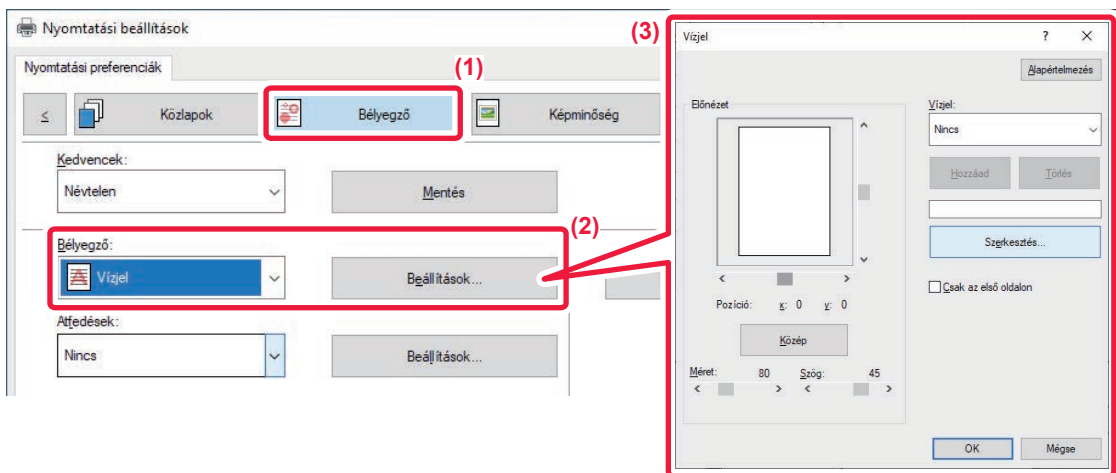 Nyomtatási beállítások
Nyomtatási preferenciák
(1)
≤
Közlapok
Bélyegző
Képminőség
Kedvencek:
Névtelen
Mentés
(2)
Bélyegző:
Vízjel
Beállítások...
Átfedések:
Nincs
Beállítások...
(3)
Vízjel
? ×
Alapértelmezés
Előnézet
Vízjel:
Nincs
Hozzáad
Törlés
Szerkesztés...
Csak az első oldalon
Pozíció: x: 0 y: 0
Közép
Méret: 80 Szög: 45
OK
Mégse